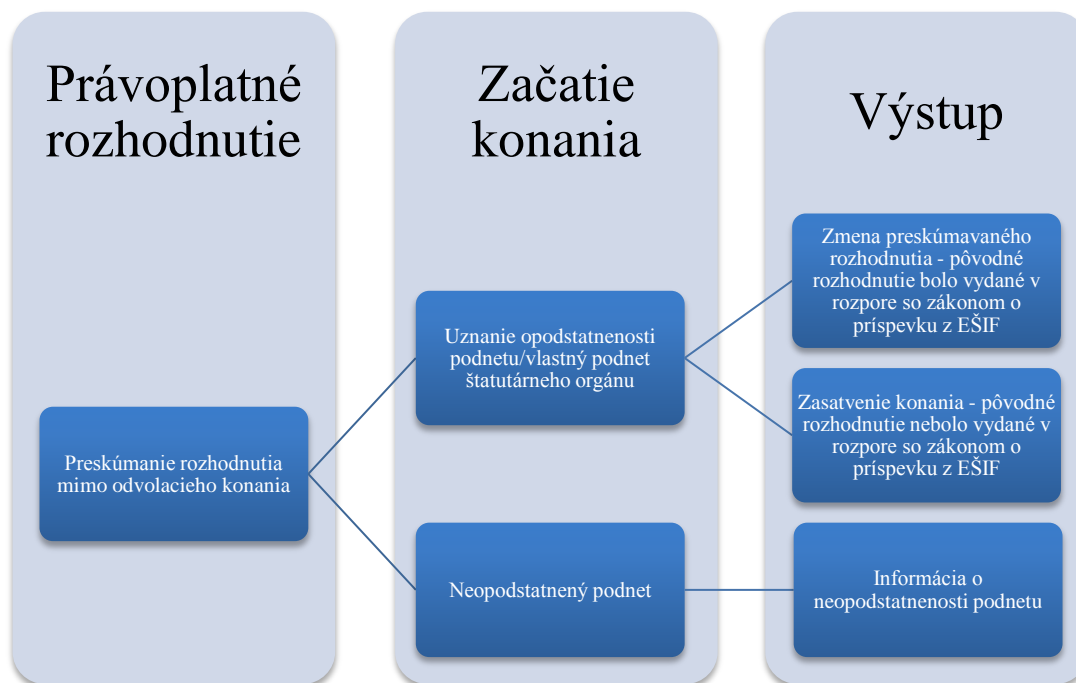 Právoplatné
rozhodnutie
Začatie
konania
Výstup
Preskúmanie rozhodnutia
mimo odvolacieho konania
Uznanie opodstatnenosti
podnetu/vlastný podnet
štatutárneho orgánu
Neopodstatnený podnet
Zmena preskúmavaného
rozhodnutia - pôvodné
rozhodnutie bolo vydané v
rozpore so zákonom o
príspevku z EŠIF
Zasatvenie konania - pôvodné
rozhodnutie nebolo vydané v
rozpore so zákonom o
príspevku z EŠIF
Informácia o
neopodstatnenosti podnetu